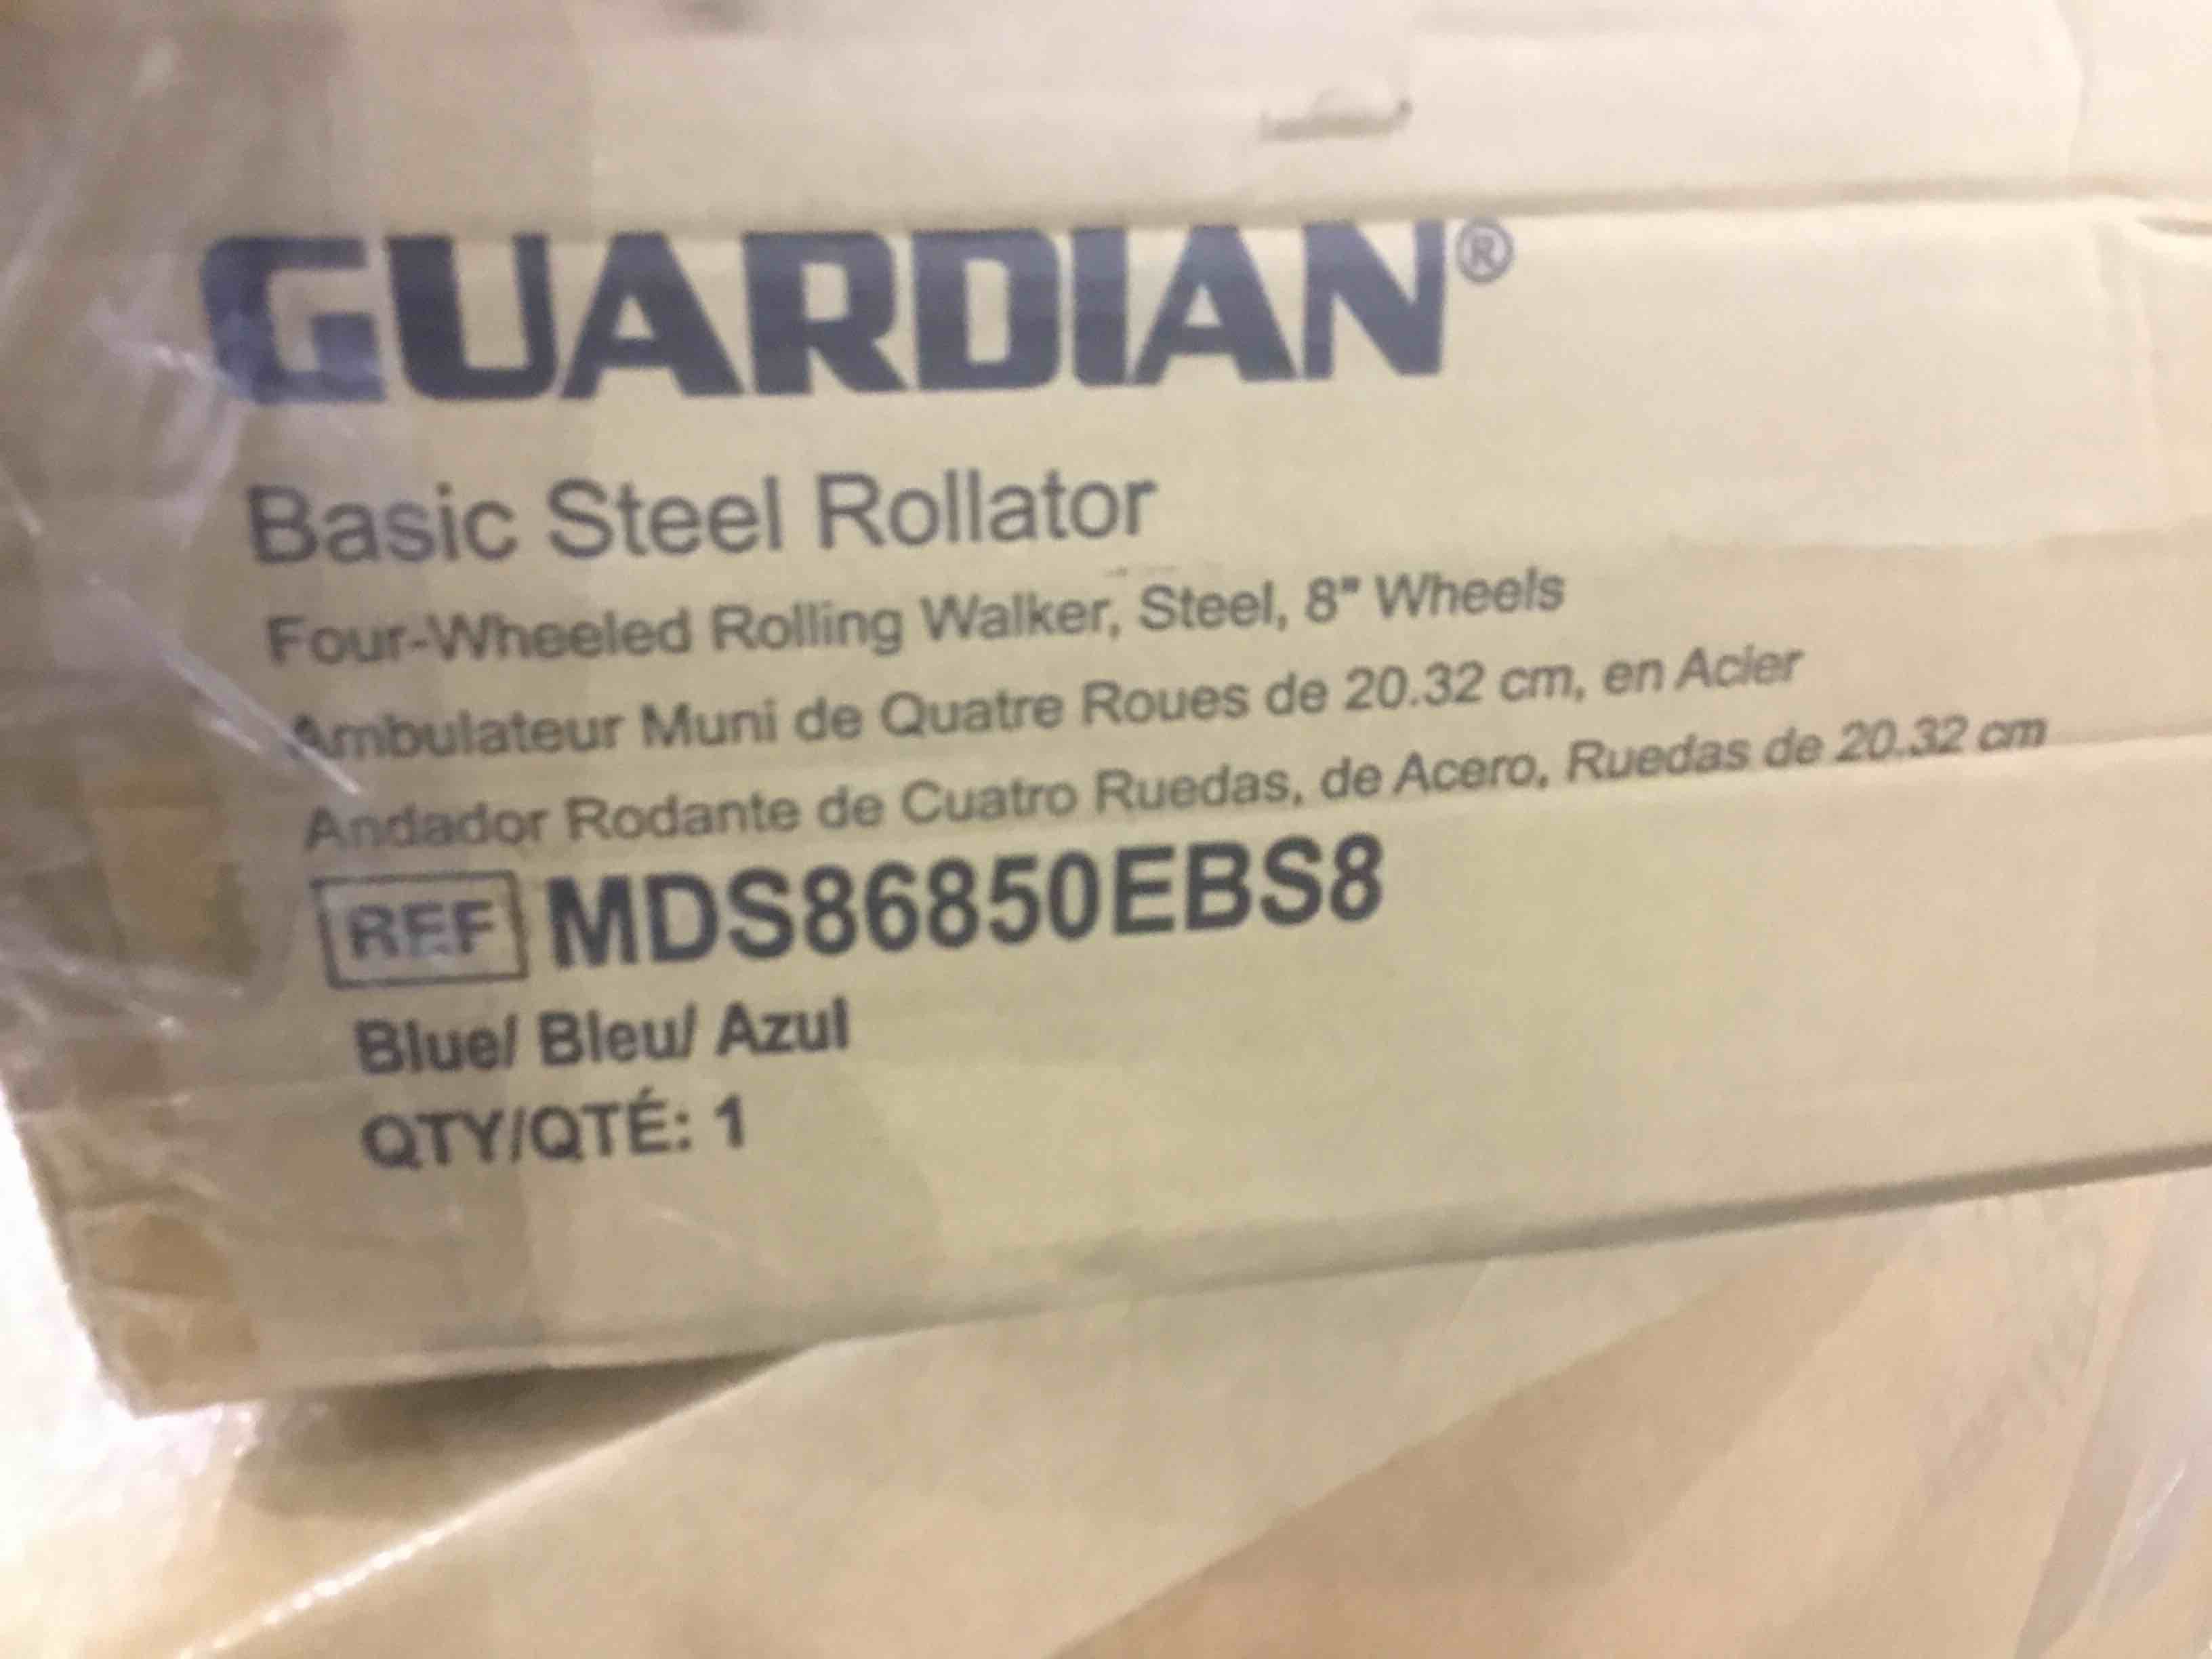 GUARDIAN®
Basic Steel Rollator
Four-Wheeled Rolling Walker, Steel, 8" Wheels
Ambulateur Muni de Quatre Roues de 20.32 cm, en Acier
Andador Rodante de Cuatro Ruedas, de Acero, Ruedas de 20.32 cm
REF MDS86850EBS8
Blue/ Bleu/ Azul
QTY/QTÉ: 1